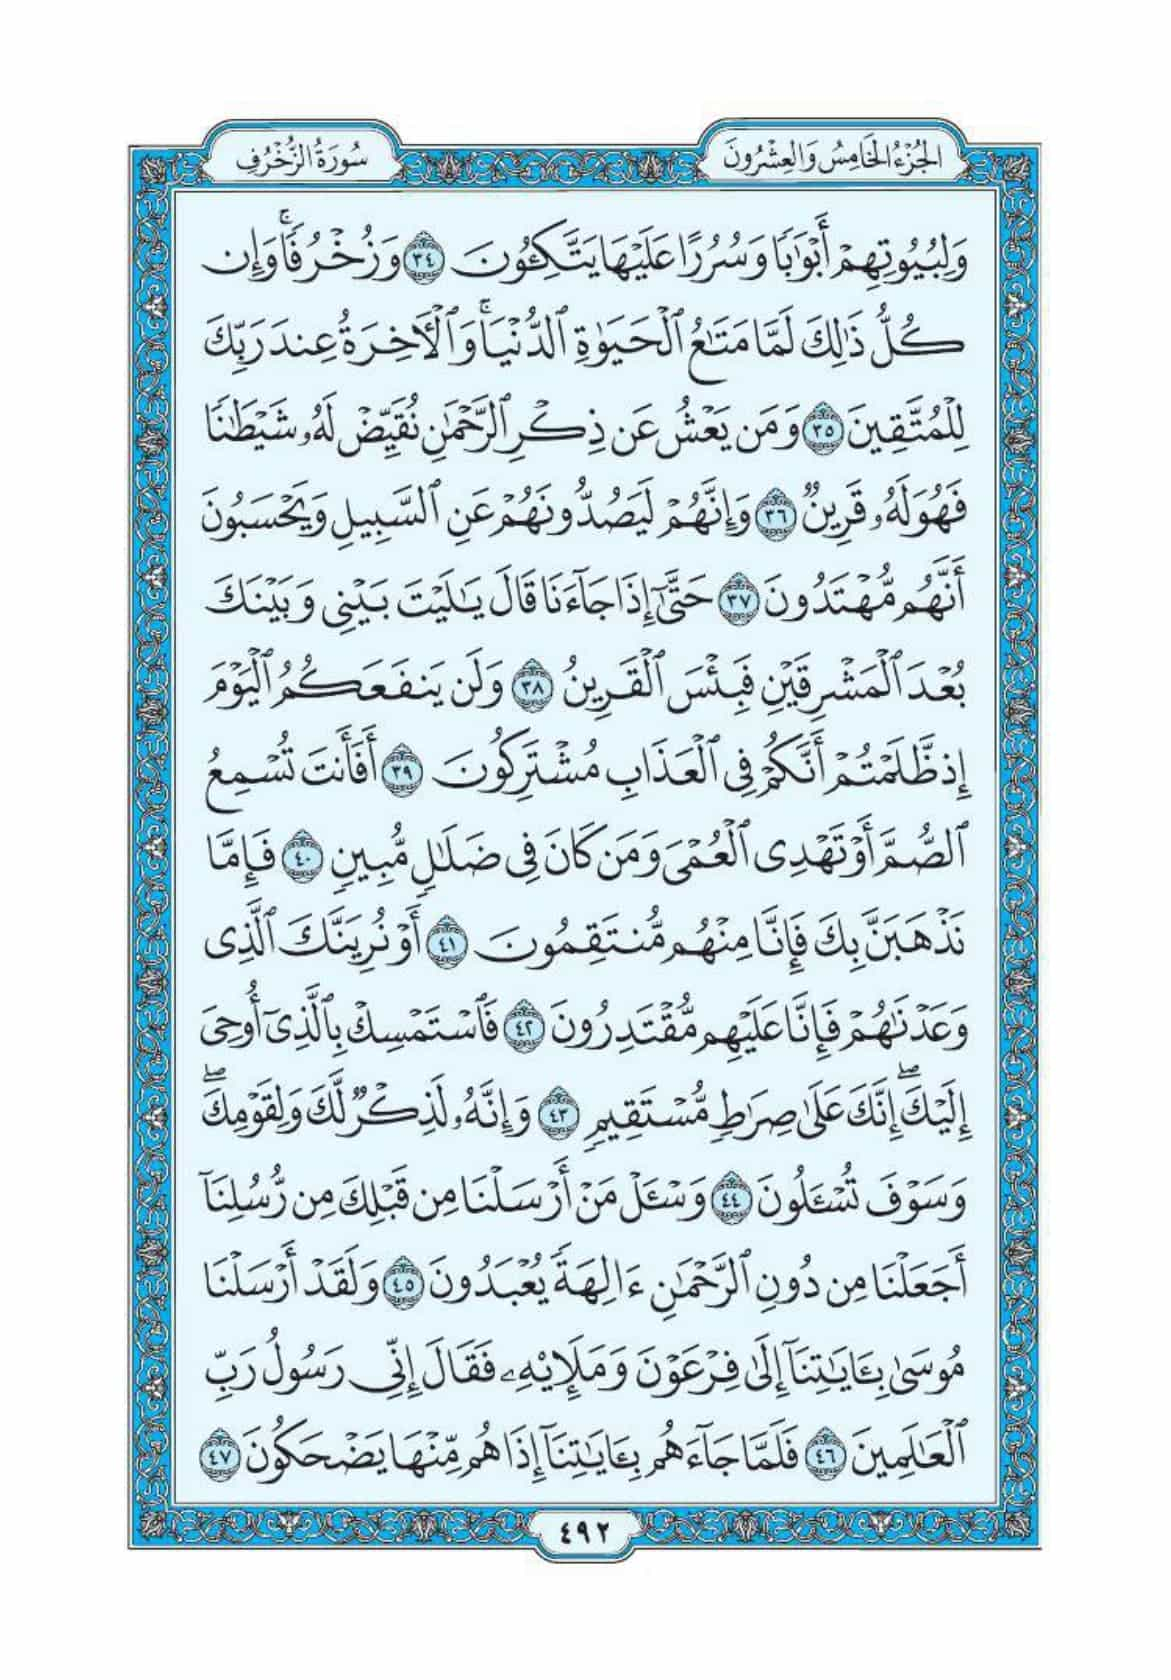 الجُزْءُ الخَامِسُ وَالعِشْرُونَ
سُورَةُ الزُّخْرُفِ
وَلِبُيُوتِهِمْ أَبْوَٰبًا وَسُرُرًا عَلَيْهَا يَتَّكِـُٔونَ ٣٤ وَزُخْرُفًا ۚ وَإِن
كُلُّ ذَٰلِكَ لَمَّا مَتَـٰعُ ٱلْحَيَوٰةِ ٱلدُّنْيَا ۚ وَٱلْـَٔاخِرَةُ عِندَ رَبِّكَ
لِلْمُتَّقِينَ ٣٥ وَمَن يَعْشُ عَن ذِكْرِ ٱلرَّحْمَـٰنِ نُقَيِّضْ لَهُۥ شَيْطَـٰنًا
فَهُوَ لَهُۥ قَرِينٌ ٣٦ وَإِنَّهُمْ لَيَصُدُّونَهُمْ عَنِ ٱلسَّبِيلِ وَيَحْسَبُونَ
أَنَّهُم مُّهْتَدُونَ ٣٧ حَتَّىٰٓ إِذَا جَآءَنَا قَالَ يَـٰلَيْتَ بَيْنِى وَبَيْنَكَ
بُعْدَ ٱلْمَشْرِقَيْنِ فَبِئْسَ ٱلْقَرِينُ ٣٨ وَلَن يَنفَعَكُمُ ٱلْيَوْمَ
إِذ ظَّلَمْتُمْ أَنَّكُمْ فِى ٱلْعَذَابِ مُشْتَرِكُونَ ٣٩ أَفَأَنتَ تُسْمِعُ
ٱلصُّمَّ أَوْ تَهْدِى ٱلْعُمْىَ وَمَن كَانَ فِى ضَلَـٰلٍ مُّبِينٍ ٤٠ فَإِمَّا
نَذْهَبَنَّ بِكَ فَإِنَّا مِنْهُم مُّنتَقِمُونَ ٤١ أَوْ نُرِيَنَّكَ ٱلَّذِى
وَعَدْنَـٰهُمْ فَإِنَّا عَلَيْهِم مُّقْتَدِرُونَ ٤٢ فَٱسْتَمْسِكْ بِٱلَّذِىٓ أُوحِىَ
إِلَيْكَ ۖ إِنَّكَ عَلَىٰ صِرَٰطٍ مُّسْتَقِيمٍ ٤٣ وَإِنَّهُۥ لَذِكْرٌ لَّكَ وَلِقَوْمِكَ ۖ
وَسَوْفَ تُسْـَٔلُونَ ٤٤ وَسْـَٔلْ مَنْ أَرْسَلْنَا مِن قَبْلِكَ مِن رُّسُلِنَآ
أَجَعَلْنَا مِن دُونِ ٱلرَّحْمَـٰنِ ءَالِهَةً يُعْبَدُونَ ٤٥ وَلَقَدْ أَرْسَلْنَا
مُوسَىٰ بِـَٔايَـٰتِنَآ إِلَىٰ فِرْعَوْنَ وَمَلَإِي۟هِۦ فَقَالَ إِنِّى رَسُولُ رَبِّ
ٱلْعَـٰلَمِينَ ٤٦ فَلَمَّا جَآءَهُم بِـَٔايَـٰتِنَآ إِذَا هُم مِّنْهَا يَضْحَكُونَ ٤٧
٤٩٢